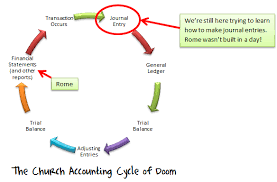 Transaction
Occurs
Journal
Entry
We're still here trying to learn
how to make journal entries.
Rome wasn't built in a day!
Financial
Statements
(and other
reports).
Rome
General
Ledger
Trial
Balance
Trial
Balance
Adjusting
Entries
The Church Accounting Cycle of Doom